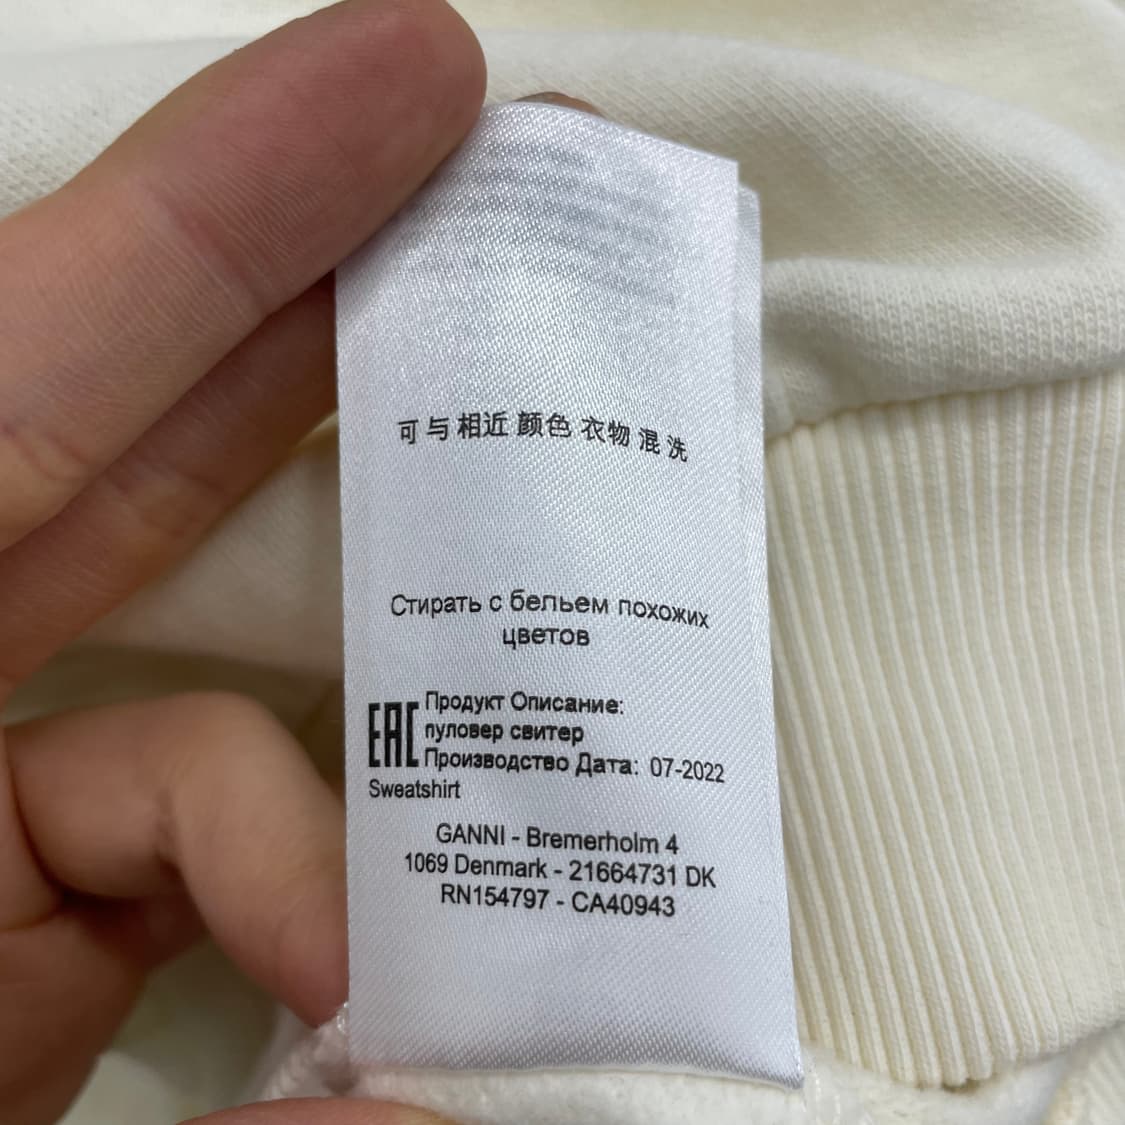 可与相近颜色衣物混洗
Стирать с бельем похожих
цветов
EAC
Продукт Описание:
пуловер свитер
Производство Дата: 07-2022
Sweatshirt
GANNI - Bremerholm 4
1069 Denmark - 21664731 DK
RN154797 - CA40943